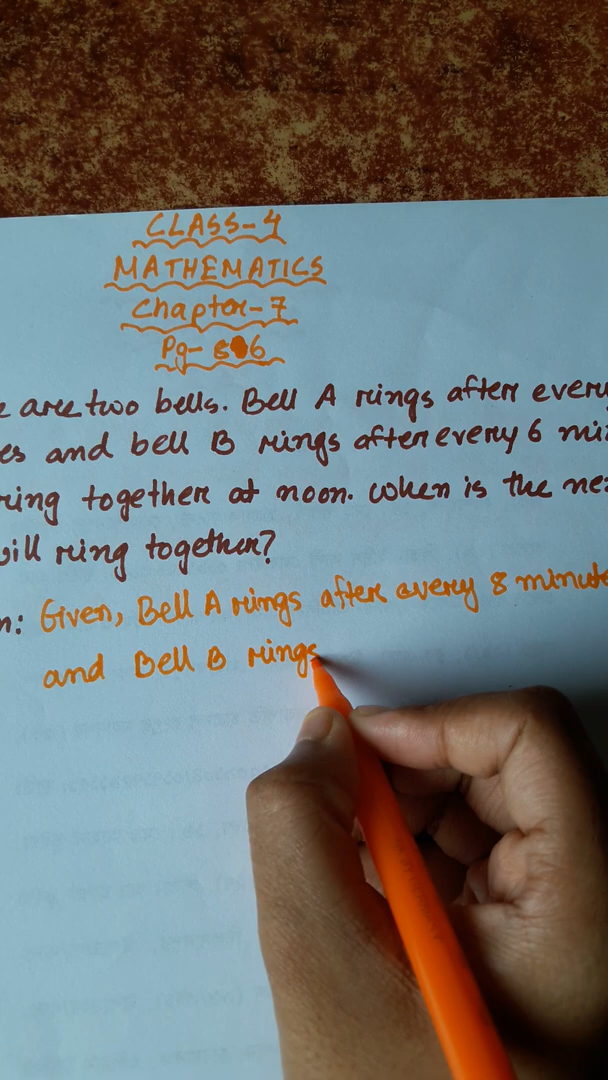 CLASS-4
MATHEMATICS
Chapter-7
Pg- 86
e are two bells. Bell A rings after every
es and bell B rings after every 6 mi
ring together at noon. When is the ne
will ring together?
n: Given, Bell A rings after every 8 minute
and Bell B rings